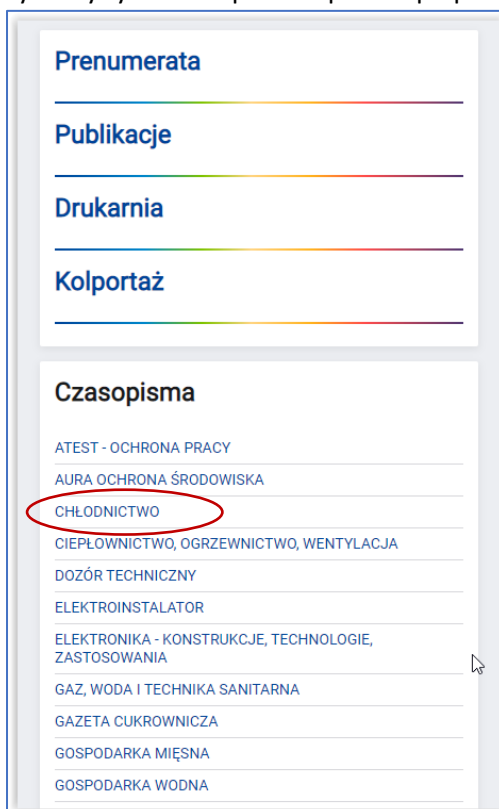 Prenumerata
Publikacje
Drukarnia
Kolportaż
Czasopisma
ATEST - OCHRONA PRACY
AURA OCHRONA ŚRODOWISKA
CHŁODNICTWO
CIEPŁOWNICTWO, OGRZEWNICTWO, WENTYLACJA
DOZÓR TECHNICZNY
ELEKTROINSTALATOR
ELEKTRONIKA - KONSTRUKCJE, TECHNOLOGIE,
ZASTOSOWANIA
GAZ, WODA I TECHNIKA SANITARNA
GAZETA CUKROWNICZA
GOSPODARKA MIĘSNA
GOSPODARKA WODNA